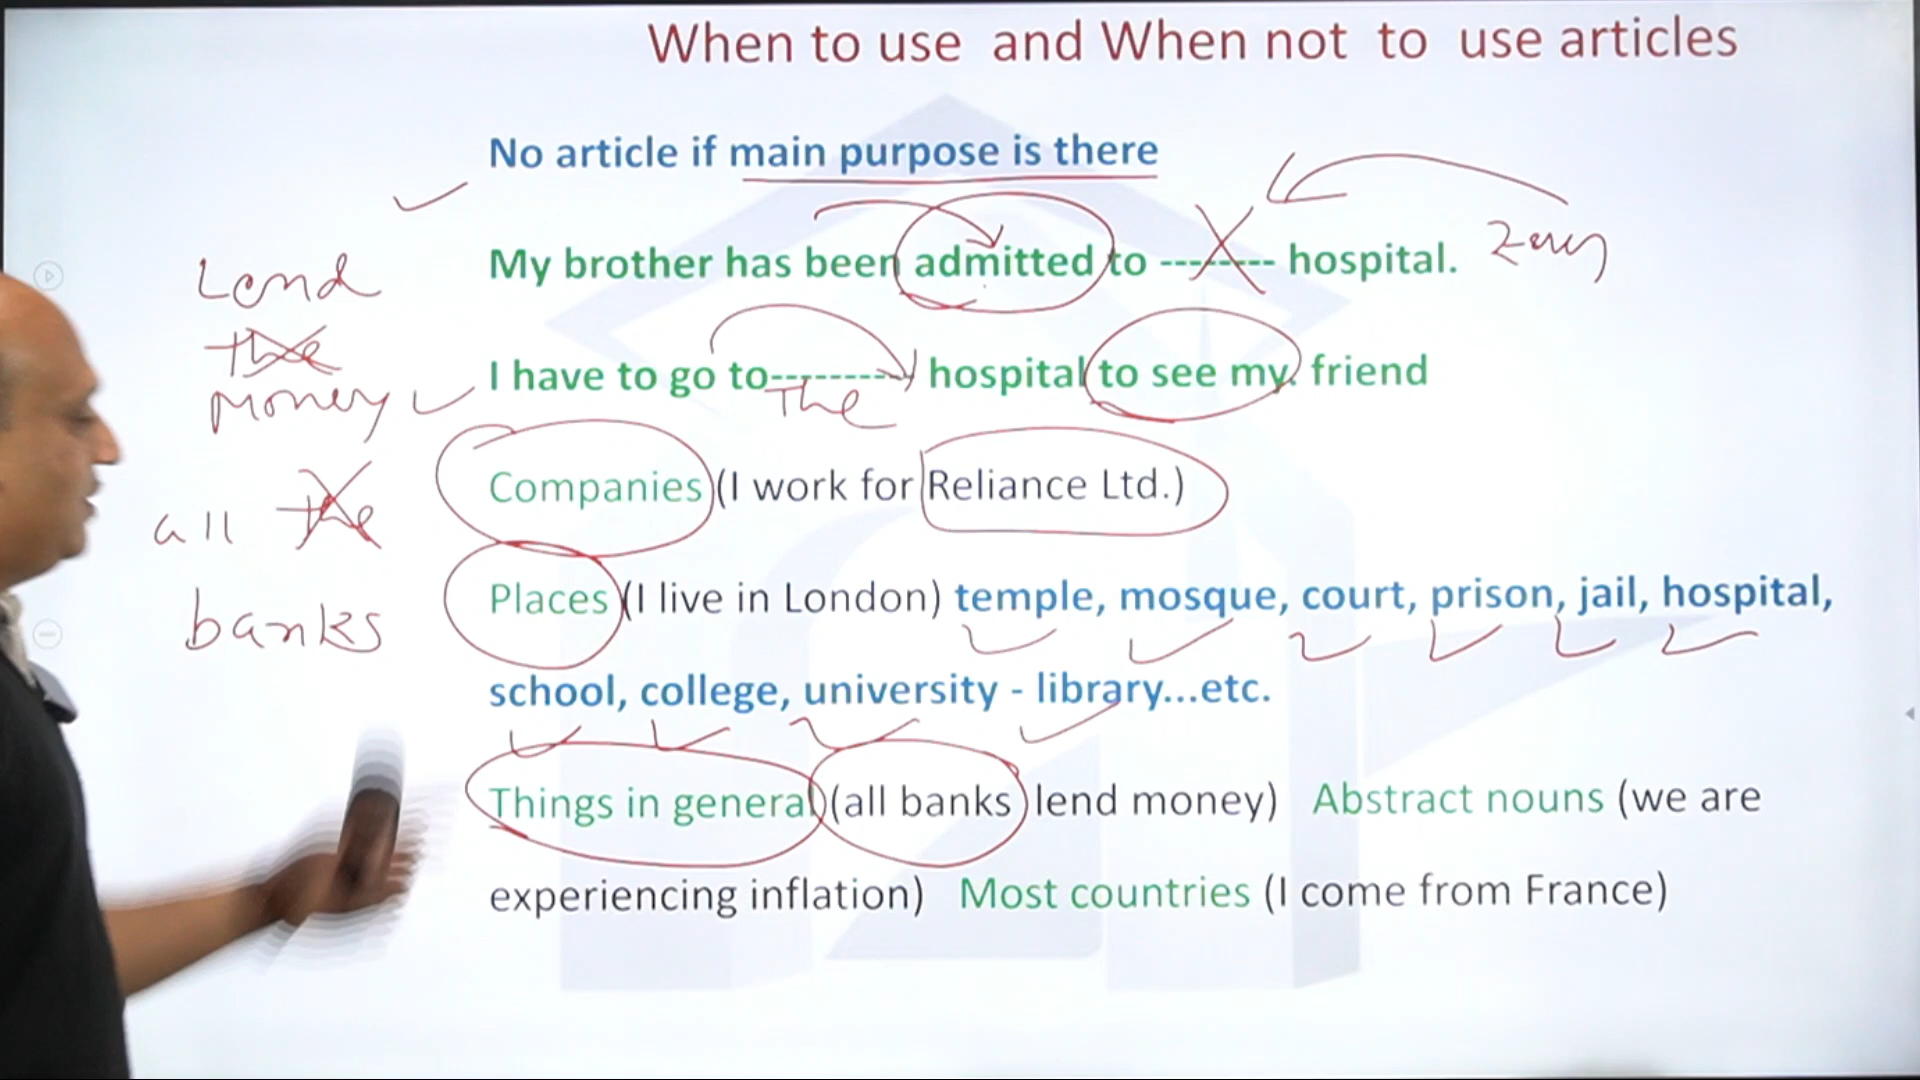 When to use and When not to use articles
No article if main purpose is there
My brother has been admitted to -------- hospital. Zero
I have to go to--------- hospital to see my. friend
The
Companies (I work for Reliance Ltd.)
Places (I live in London) temple, mosque, court, prison, jail, hospital,
school, college, university - library...etc.
Things in general (all banks lend money) Abstract nouns (we are
experiencing inflation) Most countries (I come from France)
Lend
the
money
all the
banks